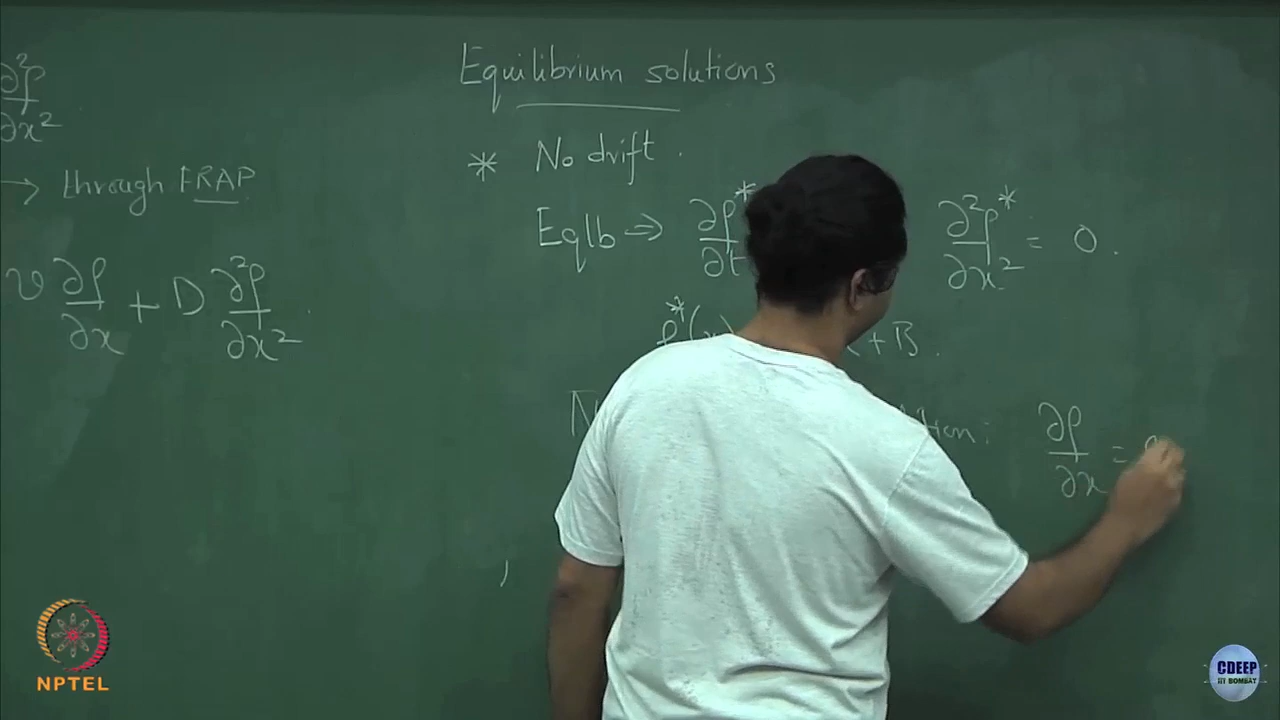 ∂²ρ
∂x²
→ through FRAP
v ∂ρ/∂x + D ∂²ρ/∂x² .
Equilibrium solutions
* No drift .
Eqlb ⇒ ∂ρ*/∂t ∂²ρ*/∂x² = 0 .
ρ*(x) + B .
∂ρ/∂x =
NPTEL
CDEEP
IIT BOMBAY